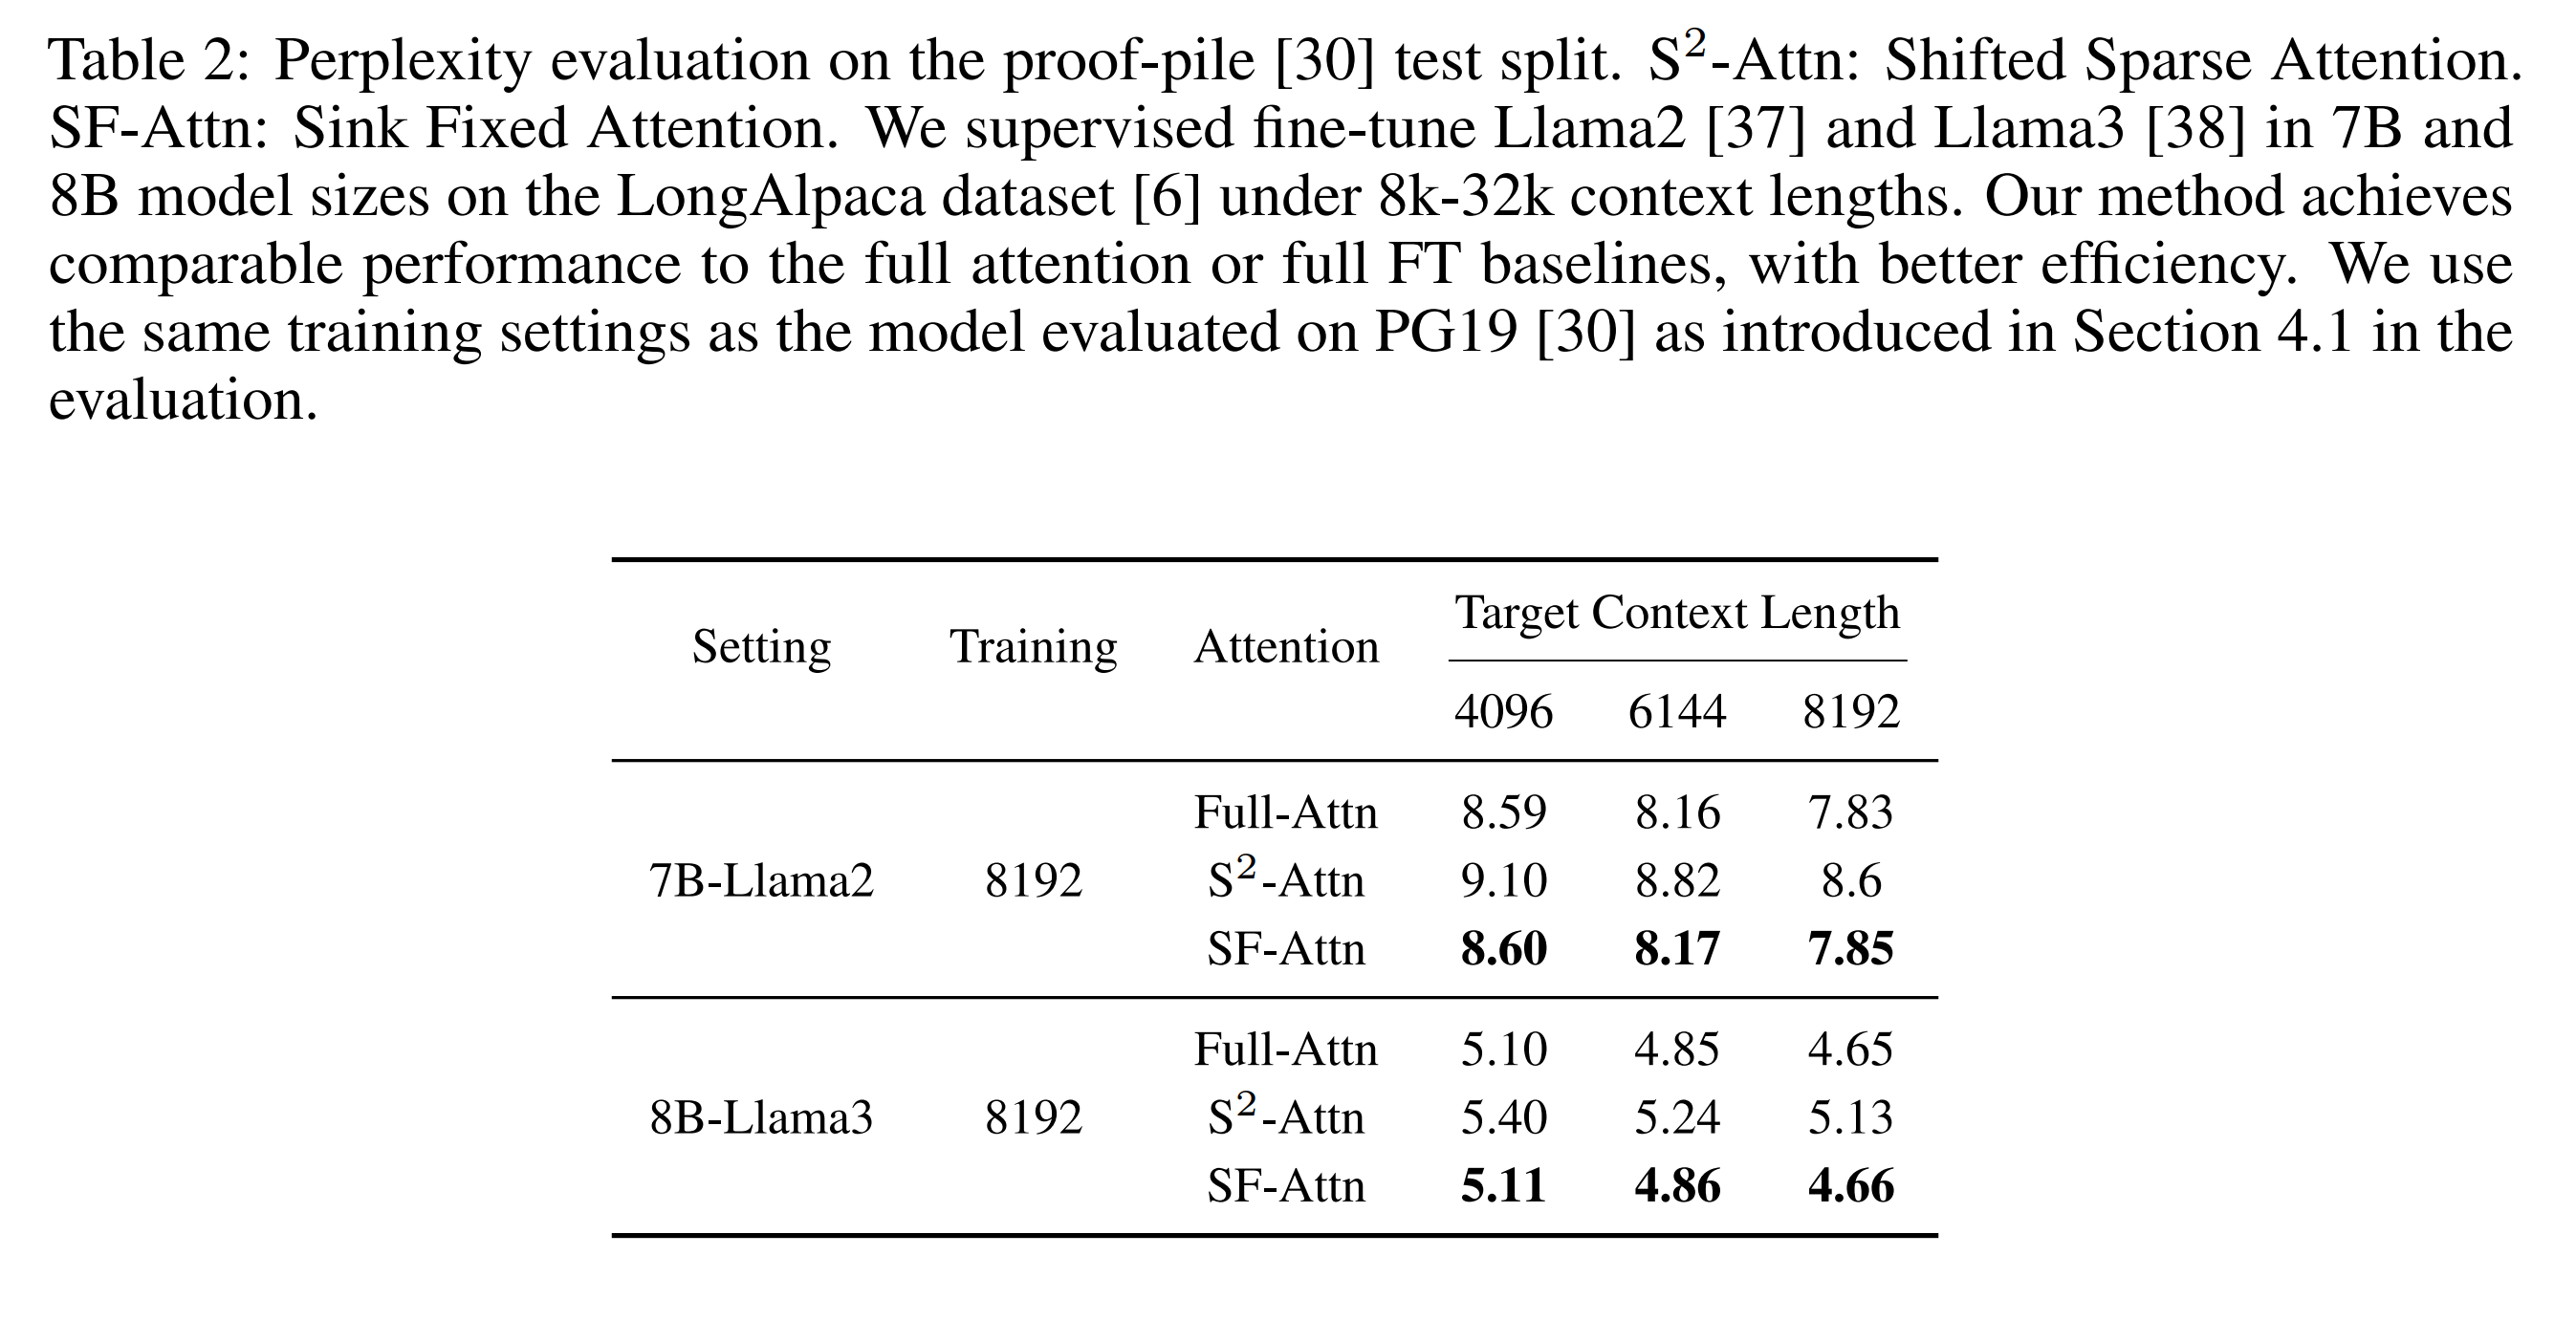 Table 2: Perplexity evaluation on the proof-pile [30] test split. S²-Attn: Shifted Sparse Attention.
SF-Attn: Sink Fixed Attention. We supervised fine-tune Llama2 [37] and Llama3 [38] in 7B and
8B model sizes on the LongAlpaca dataset [6] under 8k-32k context lengths. Our method achieves
comparable performance to the full attention or full FT baselines, with better efficiency. We use
the same training settings as the model evaluated on PG19 [30] as introduced in Section 4.1 in the
evaluation.
Setting Training Attention Target Context Length
4096 6144 8192
Full-Attn 8.59 8.16 7.83
7B-Llama2 8192 S²-Attn 9.10 8.82 8.6
SF-Attn 8.60 8.17 7.85
Full-Attn 5.10 4.85 4.65
8B-Llama3 8192 S²-Attn 5.40 5.24 5.13
SF-Attn 5.11 4.86 4.66